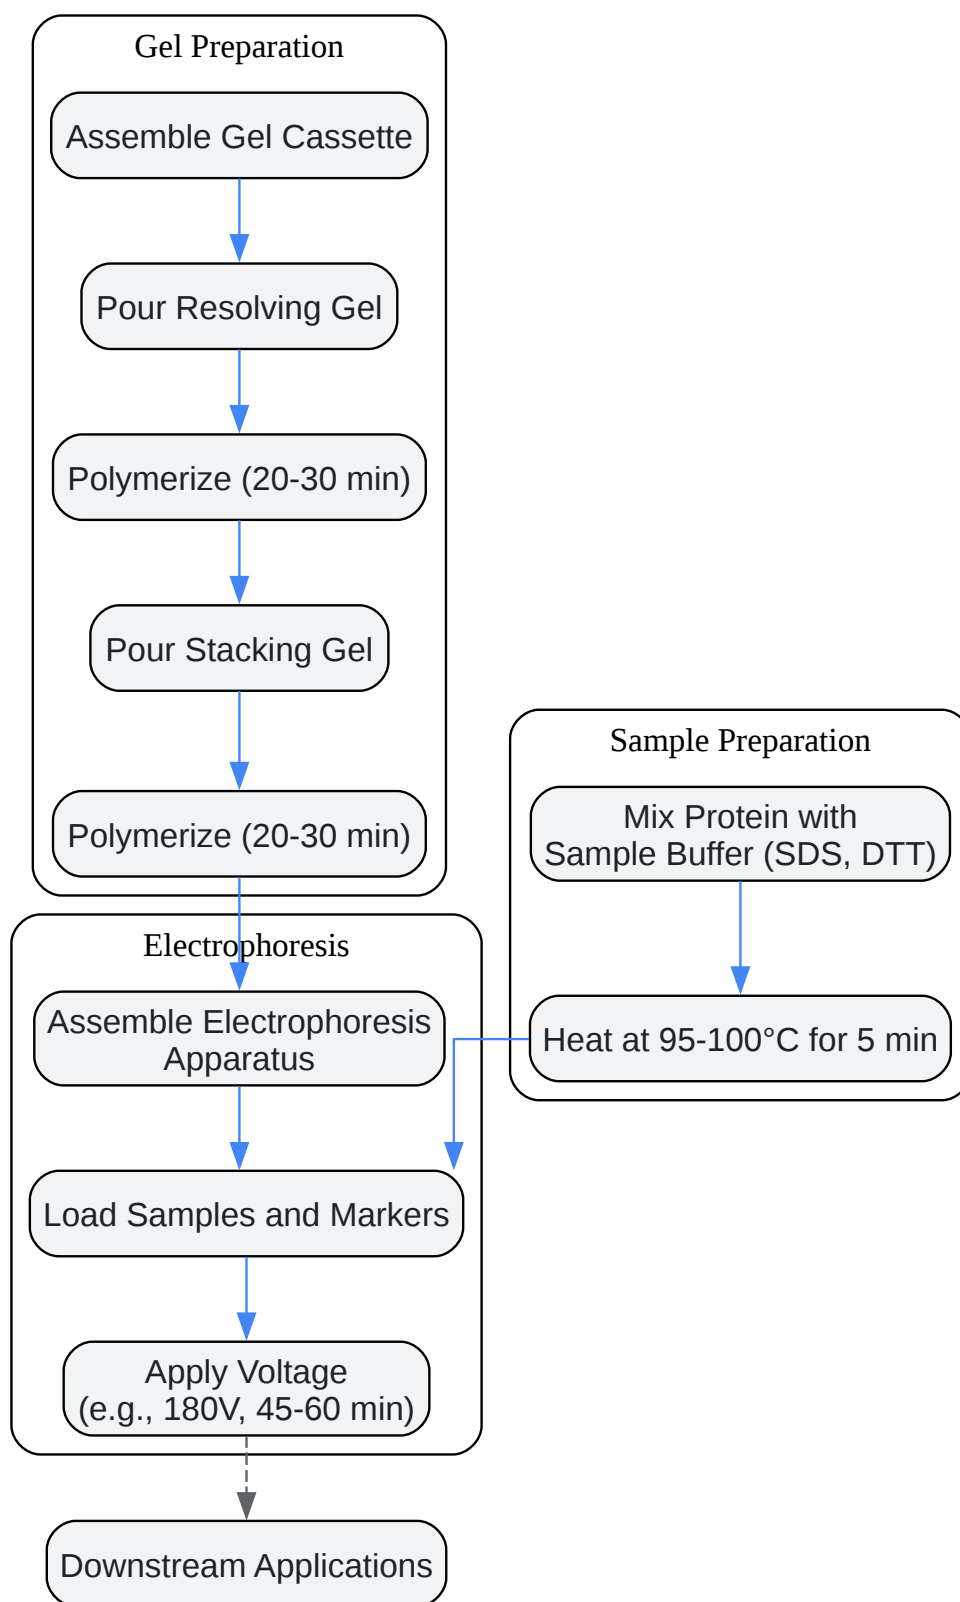 Gel Preparation
Assemble Gel Cassette
Pour Resolving Gel
Polymerize (20-30 min)
Pour Stacking Gel
Polymerize (20-30 min)
Sample Preparation
Mix Protein with
Sample Buffer (SDS, DTT)
Heat at 95-100°C for 5 min
Electrophoresis
Assemble Electrophoresis
Apparatus
Load Samples and Markers
Apply Voltage
(e.g., 180V, 45-60 min)
Downstream Applications